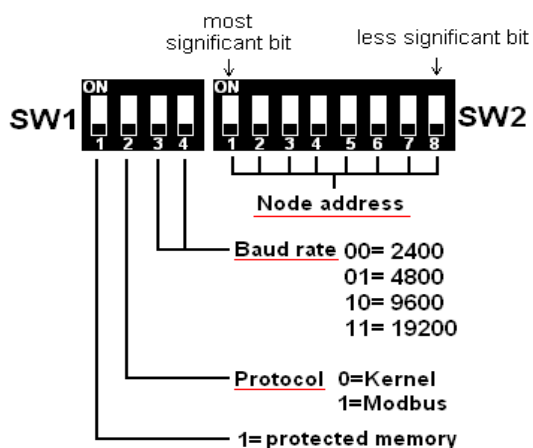 most
significant bit
less significant bit
ON
ON
SW1
SW2
1 2 3 4
1 2 3 4 5 6 7 8
Node address
Baud rate 00= 2400
01= 4800
10= 9600
11= 19200
Protocol 0=Kernel
1=Modbus
1= protected memory